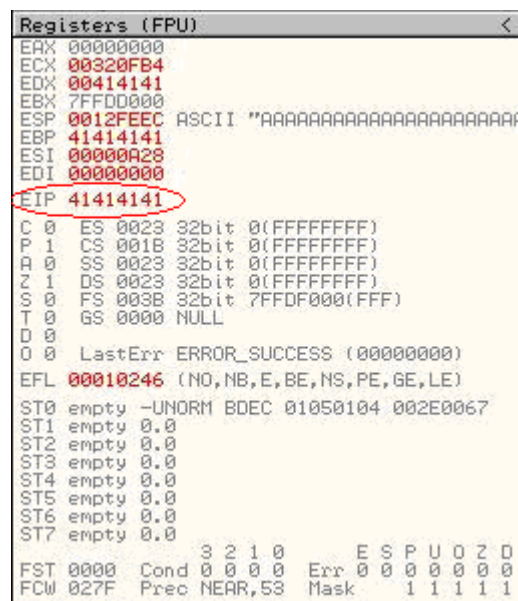 Registers (FPU) <
EAX 00000000
ECX 00320FB4
EDX 00414141
EBX 7FFDD000
ESP 0012FEEC ASCII "AAAAAAAAAAAAAAAAAAAAAAA
EBP 41414141
ESI 00000A28
EDI 00000000
EIP 41414141
C 0 ES 0023 32bit 0(FFFFFFFF)
P 1 CS 001B 32bit 0(FFFFFFFF)
A 0 SS 0023 32bit 0(FFFFFFFF)
Z 1 DS 0023 32bit 0(FFFFFFFF)
S 0 FS 003B 32bit 7FFDF000(FFF)
T 0 GS 0000 NULL
D 0
O 0 LastErr ERROR_SUCCESS (00000000)
EFL 00010246 (NO,NB,E,BE,NS,PE,GE,LE)
ST0 empty -UNORM BDEC 01050104 002E0067
ST1 empty 0.0
ST2 empty 0.0
ST3 empty 0.0
ST4 empty 0.0
ST5 empty 0.0
ST6 empty 0.0
ST7 empty 0.0
3 2 1 0 E S P U O Z D
FST 0000 Cond 0 0 0 0 Err 0 0 0 0 0 0 0
FCW 027F Prec NEAR,53 Mask 1 1 1 1 1